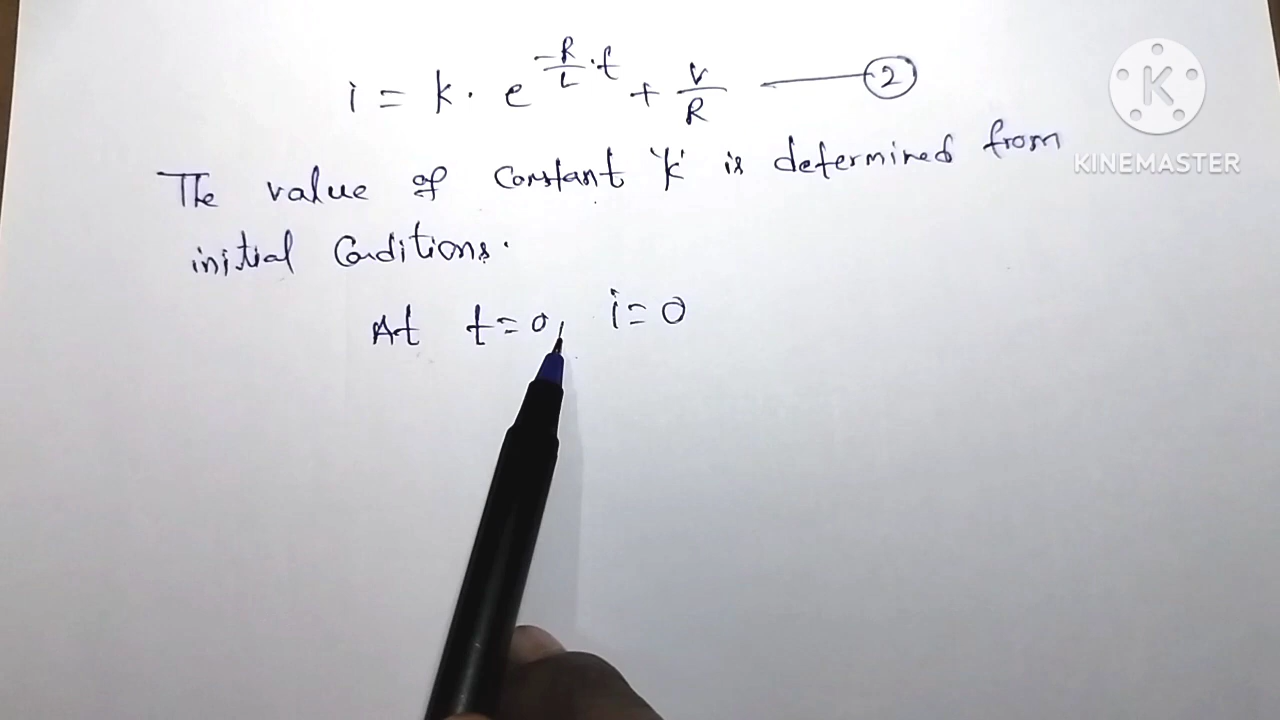 i = k · e^(-R/L · t) + V/R —— ②
The value of constant 'k' is determined from
initial Conditions.
At t=0, i=0
K
KINEMASTER